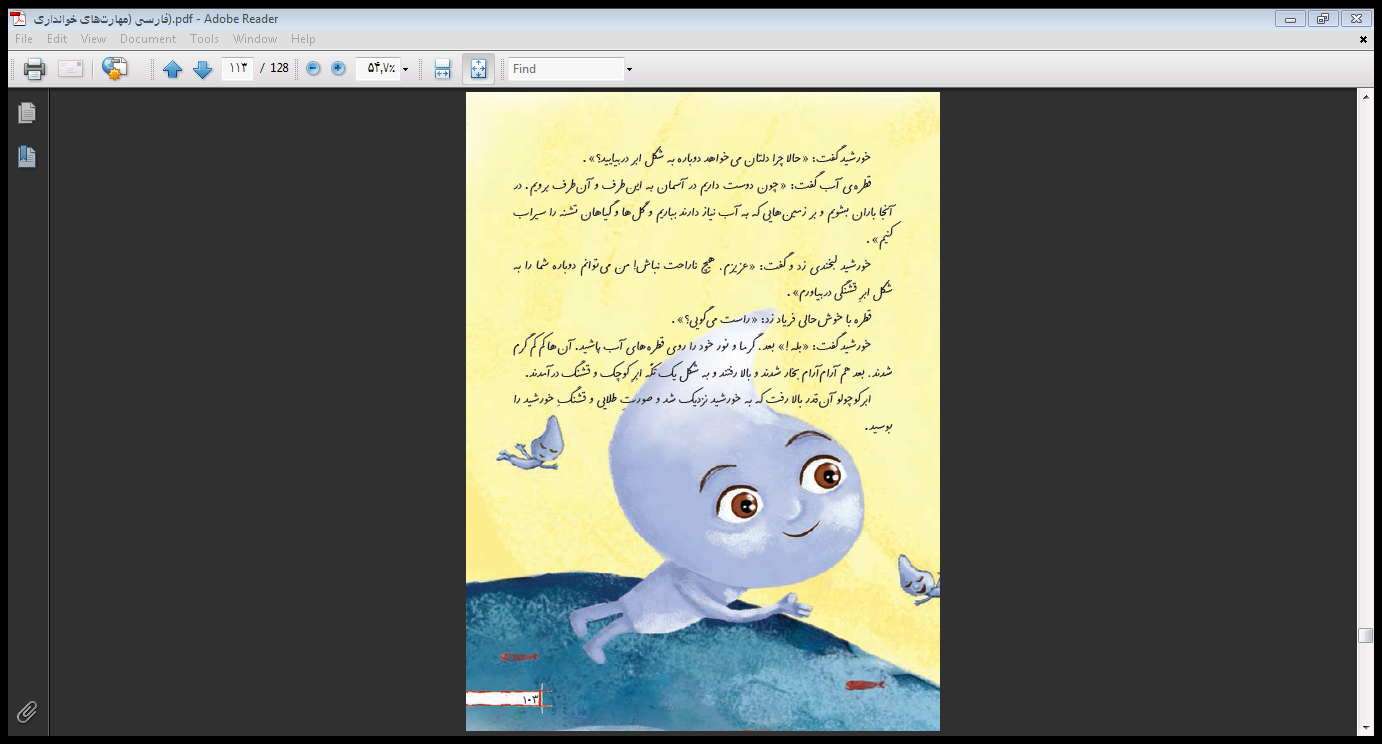 فارسی (مهارت‌های خوانداری).pdf - Adobe Reader
File Edit View Document Tools Window Help
۱۱۳ / 128 ۵۴٫۷٪ Find
خورشید گفت: «حالا چرا دلتان می‌خواهد دوباره به شکل ابر دربیایید؟» .
قطره‌ی آب گفت: «چون دوست داریم در آسمان به این‌طرف و آن‌طرف برویم. در
آنجا باران بشویم و بر زمین‌هایی که به آب نیاز دارند بباریم و گل‌ها و گیاهان تشنه را سیراب
کنیم» .
خورشید لبخندی زد و گفت: «عزیزم. هیچ ناراحت نباش! من می‌توانم دوباره شما را به
شکل ابرِ قشنگی دربیاورم» .
قطره با خوش‌حالی فریاد زد: «راست می‌گویی؟» .
خورشید گفت: «بله!» بعد. گرما و نور خود را روی قطره‌های آب پاشید. آن‌ها کم‌کم گرم
شدند. بعد هم آرام‌آرام بخار شدند و بالا رفتند و به شکل یک تکّه ابرِ کوچک و قشنگ درآمدند.
ابر کوچولو آن‌قدر بالا رفت که به خورشید نزدیک شد و صورتِ طلایی و قشنگِ خورشید را
بوسید.
۱۰۳